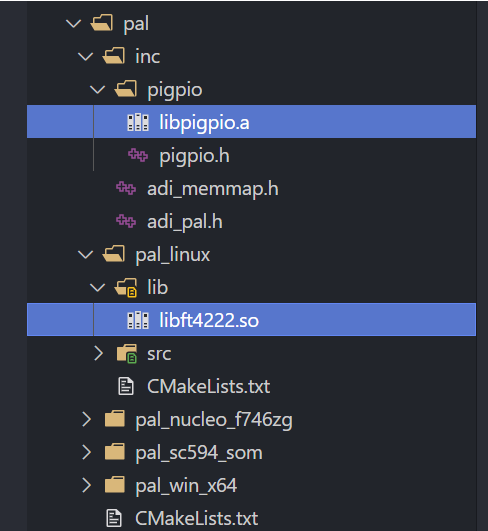 pal
inc
pigpio
libpigpio.a
pigpio.h
adi_memmap.h
adi_pal.h
pal_linux
lib
libft4222.so
src
CMakeLists.txt
pal_nucleo_f746zg
pal_sc594_som
pal_win_x64
CMakeLists.txt